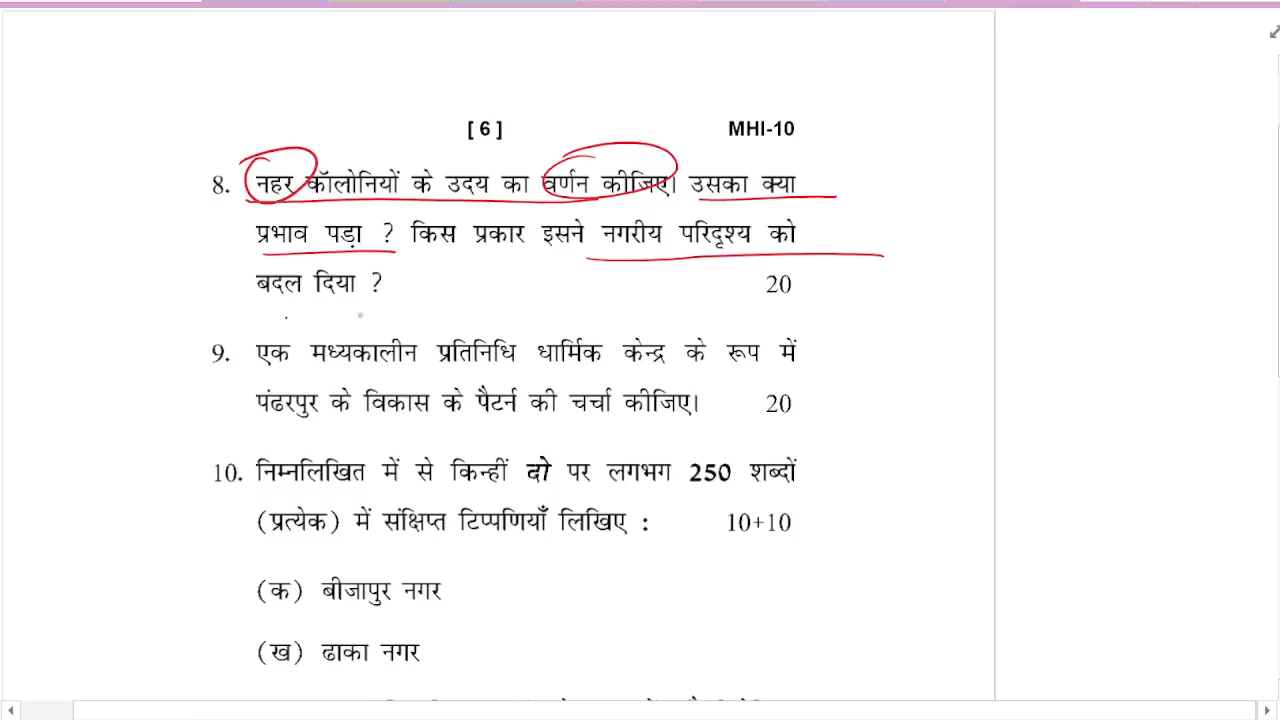 [ 6 ] MHI-10
8. नहर कॉलोनियों के उदय का वर्णन कीजिए। उसका क्या
प्रभाव पड़ा ? किस प्रकार इसने नगरीय परिदृश्य को
बदल दिया ? 20
9. एक मध्यकालीन प्रतिनिधि धार्मिक केन्द्र के रूप में
पंढरपुर के विकास के पैटर्न की चर्चा कीजिए। 20
10. निम्नलिखित में से किन्हीं दो पर लगभग 250 शब्दों
(प्रत्येक) में संक्षिप्त टिप्पणियाँ लिखिए : 10+10
(क) बीजापुर नगर
(ख) ढाका नगर